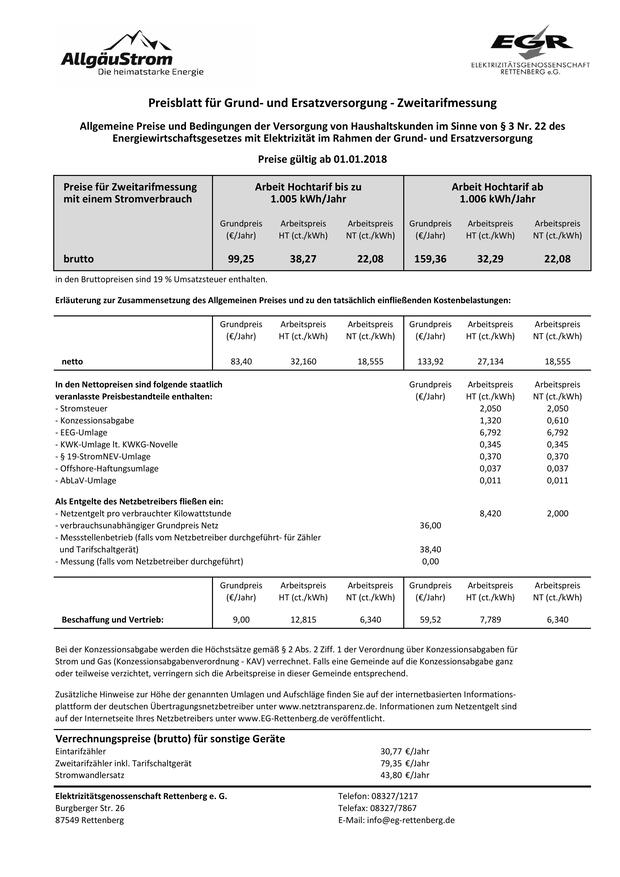 AllgäuStrom
Die heimatstarke Energie
EGR
ELEKTRIZITÄTSGENOSSENSCHAFT
RETTENBERG e.G.
Preisblatt für Grund- und Ersatzversorgung - Zweitarifmessung
Allgemeine Preise und Bedingungen der Versorgung von Haushaltskunden im Sinne von § 3 Nr. 22 des
Energiewirtschaftsgesetzes mit Elektrizität im Rahmen der Grund- und Ersatzversorgung
Preise gültig ab 01.01.2018
Preise für Zweitarifmessung Arbeit Hochtarif bis zu Arbeit Hochtarif ab
mit einem Stromverbrauch 1.005 kWh/Jahr 1.006 kWh/Jahr
Grundpreis Arbeitspreis Arbeitspreis Grundpreis Arbeitspreis Arbeitspreis
(€/Jahr) HT (ct./kWh) NT (ct./kWh) (€/Jahr) HT (ct./kWh) NT (ct./kWh)
brutto 99,25 38,27 22,08 159,36 32,29 22,08
in den Bruttopreisen sind 19 % Umsatzsteuer enthalten.
Erläuterung zur Zusammensetzung des Allgemeinen Preises und zu den tatsächlich einfließenden Kostenbelastungen:
Grundpreis Arbeitspreis Arbeitspreis Grundpreis Arbeitspreis Arbeitspreis
(€/Jahr) HT (ct./kWh) NT (ct./kWh) (€/Jahr) HT (ct./kWh) NT (ct./kWh)
netto 83,40 32,160 18,555 133,92 27,134 18,555
In den Nettopreisen sind folgende staatlich Grundpreis Arbeitspreis Arbeitspreis
veranlasste Preisbestandteile enthalten: (€/Jahr) HT (ct./kWh) NT (ct./kWh)
- Stromsteuer 2,050 2,050
- Konzessionsabgabe 1,320 0,610
- EEG-Umlage 6,792 6,792
- KWK-Umlage lt. KWKG-Novelle 0,345 0,345
- § 19-StromNEV-Umlage 0,370 0,370
- Offshore-Haftungsumlage 0,037 0,037
- AbLaV-Umlage 0,011 0,011
Als Entgelte des Netzbetreibers fließen ein:
- Netzentgelt pro verbrauchter Kilowattstunde 8,420 2,000
- verbrauchsunabhängiger Grundpreis Netz 36,00
- Messstellenbetrieb (falls vom Netzbetreiber durchgeführt- für Zähler
und Tarifschaltgerät) 38,40
- Messung (falls vom Netzbetreiber durchgeführt) 0,00
Grundpreis Arbeitspreis Arbeitspreis Grundpreis Arbeitspreis Arbeitspreis
(€/Jahr) HT (ct./kWh) NT (ct./kWh) (€/Jahr) HT (ct./kWh) NT (ct./kWh)
Beschaffung und Vertrieb: 9,00 12,815 6,340 59,52 7,789 6,340
Bei der Konzessionsabgabe werden die Höchstsätze gemäß § 2 Abs. 2 Ziff. 1 der Verordnung über Konzessionsabgaben für
Strom und Gas (Konzessionsabgabenverordnung - KAV) verrechnet. Falls eine Gemeinde auf die Konzessionsabgabe ganz
oder teilweise verzichtet, verringern sich die Arbeitspreise in dieser Gemeinde entsprechend.
Zusätzliche Hinweise zur Höhe der genannten Umlagen und Aufschläge finden Sie auf der internetbasierten Informations-
plattform der deutschen Übertragungsnetzbetreiber unter www.netztransparenz.de. Informationen zum Netzentgelt sind
auf der Internetseite Ihres Netzbetreibers unter www.EG-Rettenberg.de veröffentlicht.
Verrechnungspreise (brutto) für sonstige Geräte
Eintarifzähler 30,77 €/Jahr
Zweitarifzähler inkl. Tarifschaltgerät 79,35 €/Jahr
Stromwandlersatz 43,80 €/Jahr
Elektrizitätsgenossenschaft Rettenberg e. G. Telefon: 08327/1217
Burgberger Str. 26 Telefax: 08327/7867
87549 Rettenberg E-Mail: info@eg-rettenberg.de